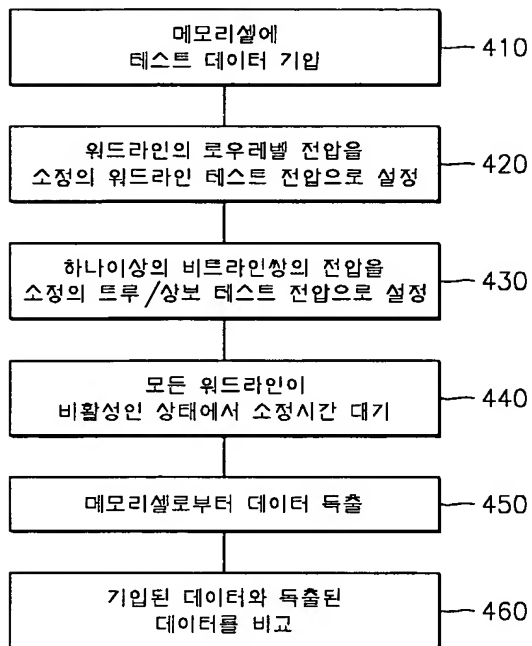 메모리셀에
테스트 데이터 기입
410
워드라인의 로우레벨 전압을
소정의 워드라인 테스트 전압으로 설정
420
하나이상의 비트라인쌍의 전압을
소정의 트루/상보 테스트 전압으로 설정
430
모든 워드라인이
비활성인 상태에서 소정시간 대기
440
메모리셀로부터 데이터 독출
450
기입된 데이터와 독출된
데이터를 비교
460